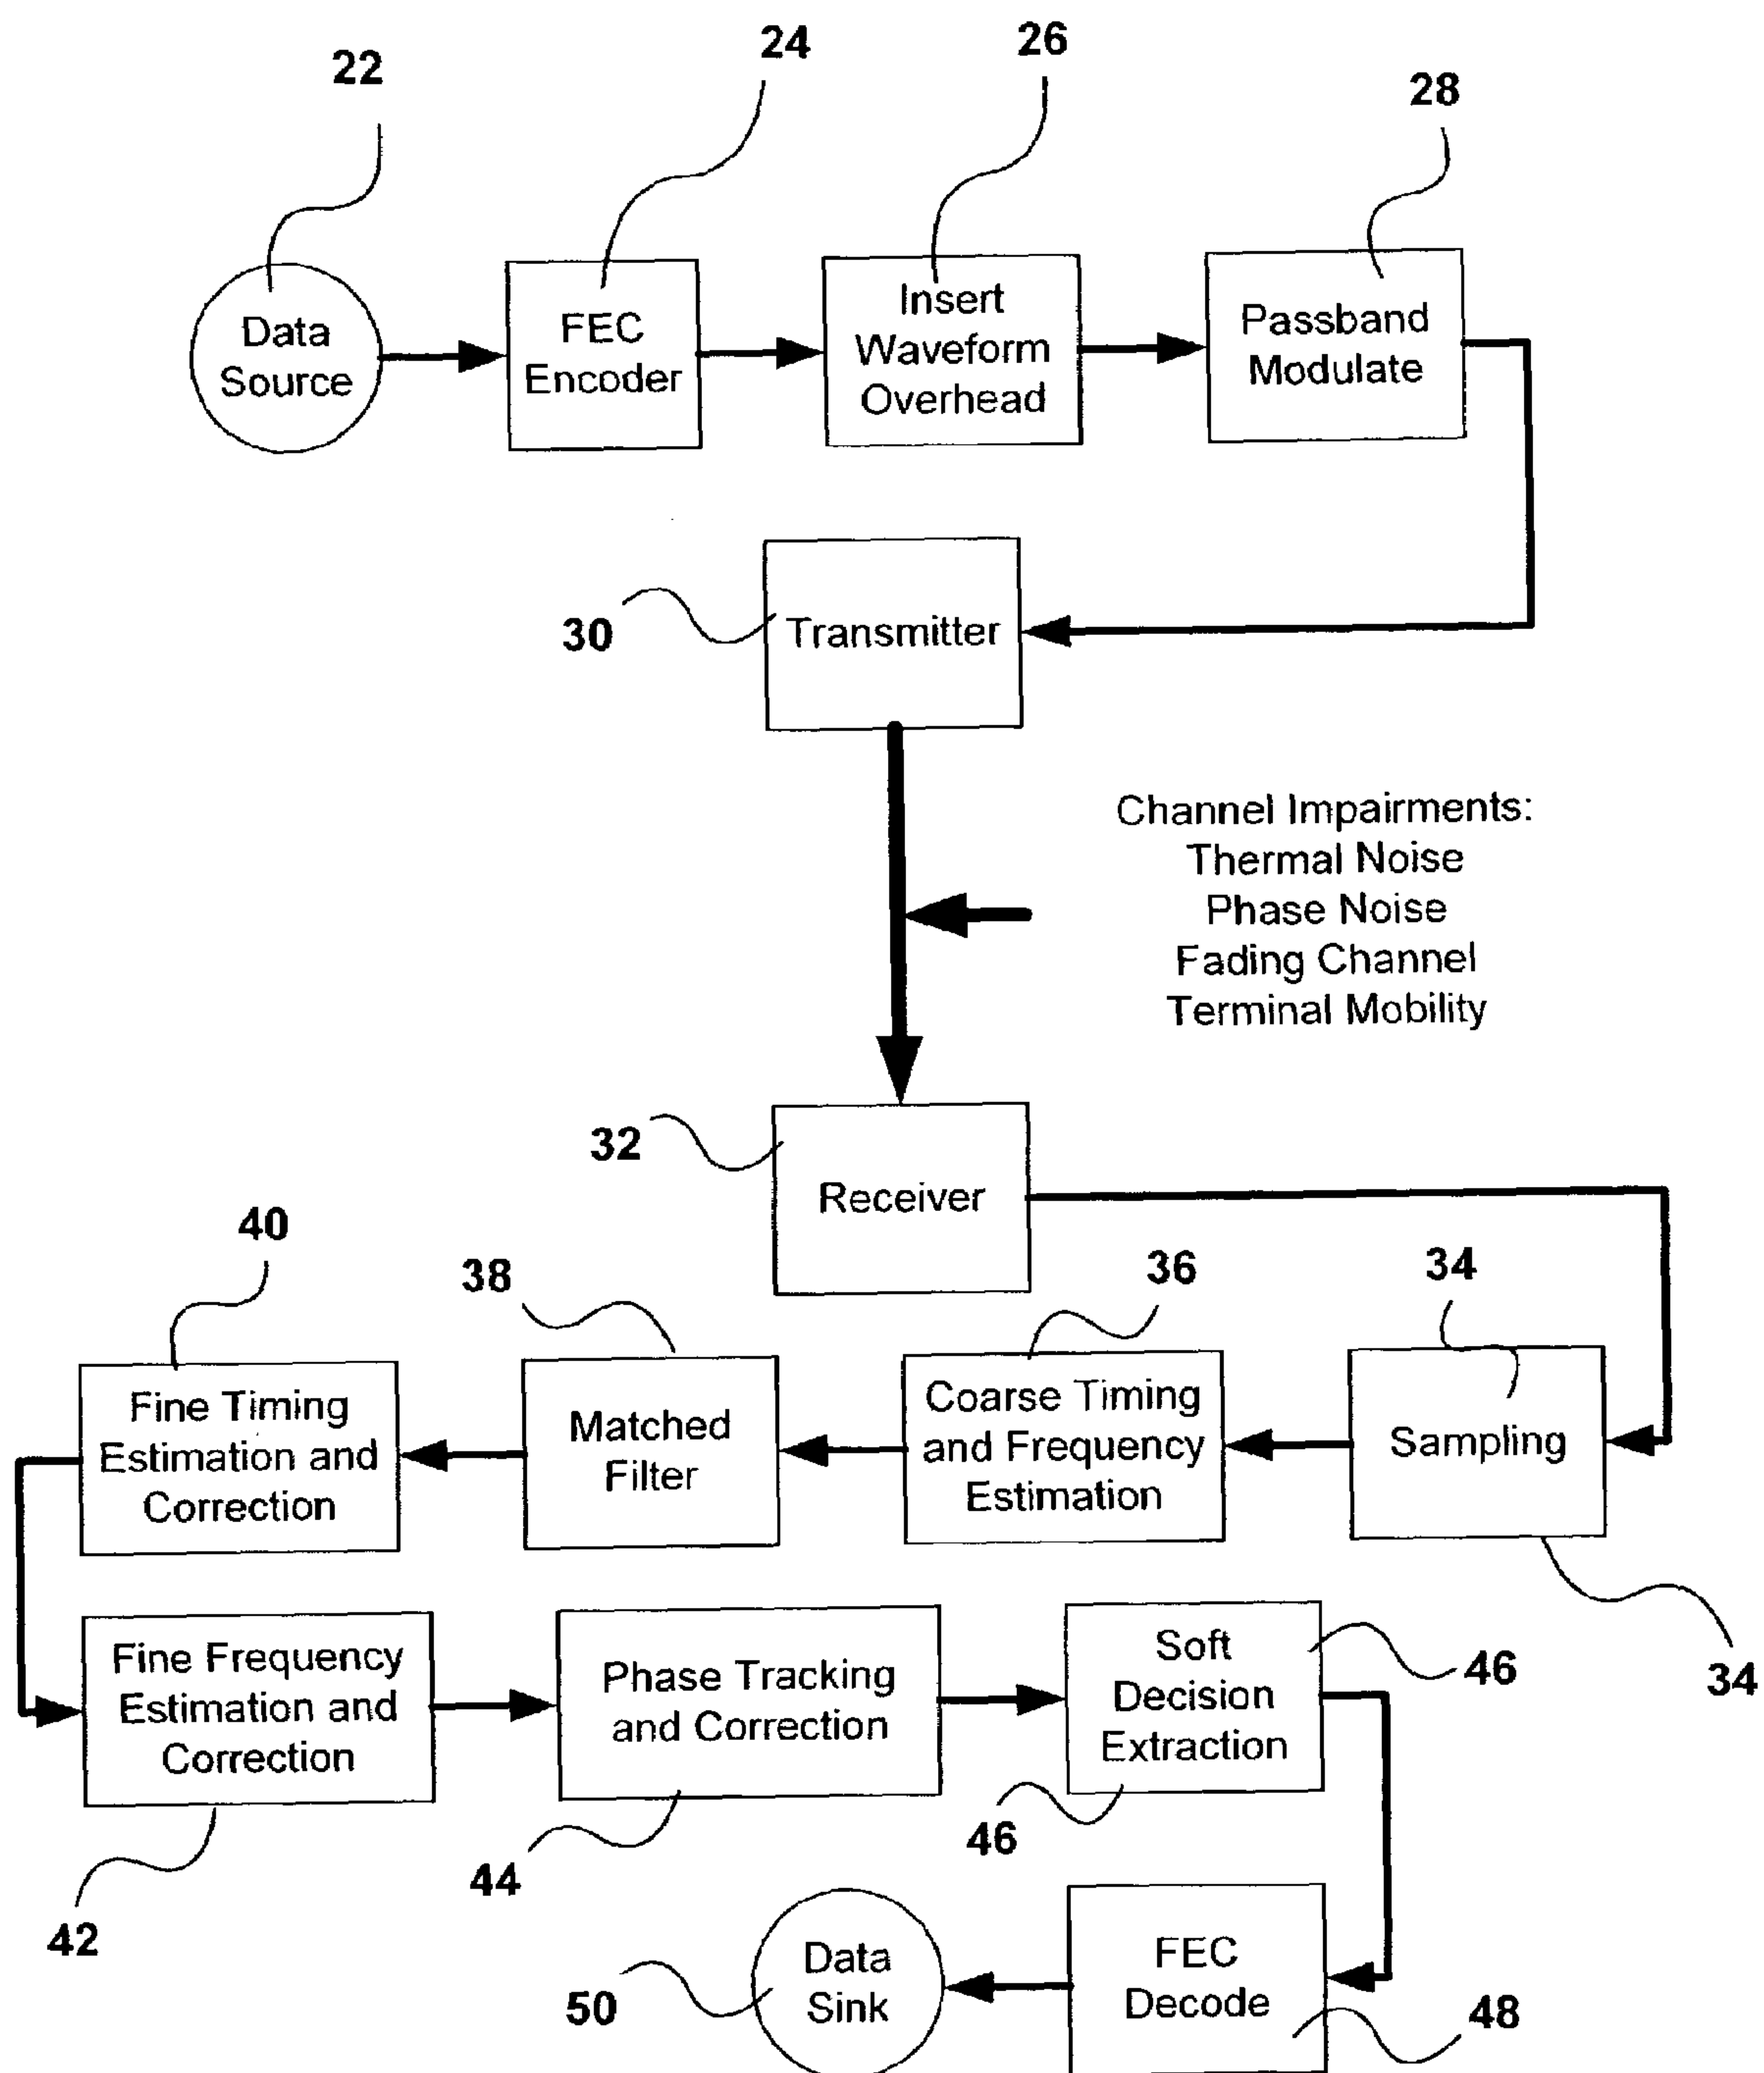 22
24
26
28
Data
Source
FEC
Encoder
Insert
Waveform
Overhead
Passband
Modulate
30
Transmitter
Channel Impairments:
Thermal Noise
Phase Noise
Fading Channel
Terminal Mobility
32
Receiver
40
38
36
34
Fine Timing
Estimation and
Correction
Matched
Filter
Coarse Timing
and Frequency
Estimation
Sampling
34
Fine Frequency
Estimation and
Correction
Phase Tracking
and Correction
Soft
Decision
Extraction
46
42
44
46
50
Data
Sink
FEC
Decode
48